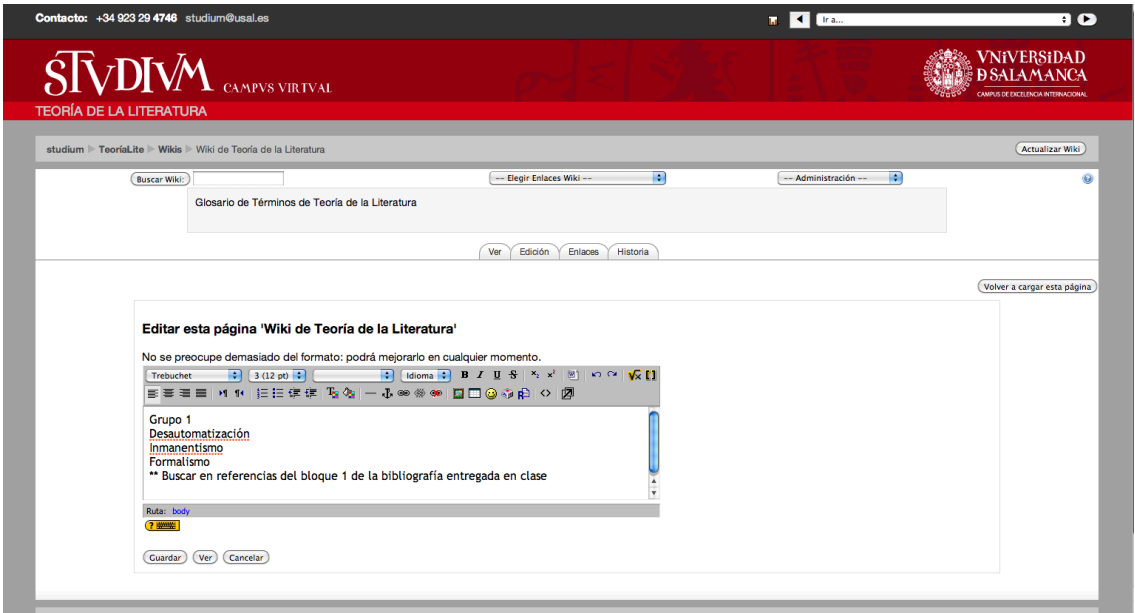 Contacto: +34 923 29 4746 studium@usal.es
Ir a...
STVDIVM CAMPVS VIRTVAL
VNiVERSiDAD
D SALAMANCA
CAMPUS DE EXCELENCIA INTERNACIONAL
TEORÍA DE LA LITERATURA
studium TeoríaLite Wikis Wiki de Teoría de la Literatura
Actualizar Wiki
Buscar Wiki:
-- Elegir Enlaces Wiki --
-- Administración --
Glosario de Términos de Teoría de la Literatura
Ver Edición Enlaces Historia
Volver a cargar esta página
Editar esta página 'Wiki de Teoría de la Literatura'
No se preocupe demasiado del formato: podrá mejorarlo en cualquier momento.
Trebuchet 3 (12 pt) Idioma B I U S x₂ x²
Grupo 1
Desautomatización
Inmanentismo
Formalismo
** Buscar en referencias del bloque 1 de la bibliografía entregada en clase
Ruta: body
Guardar Ver Cancelar